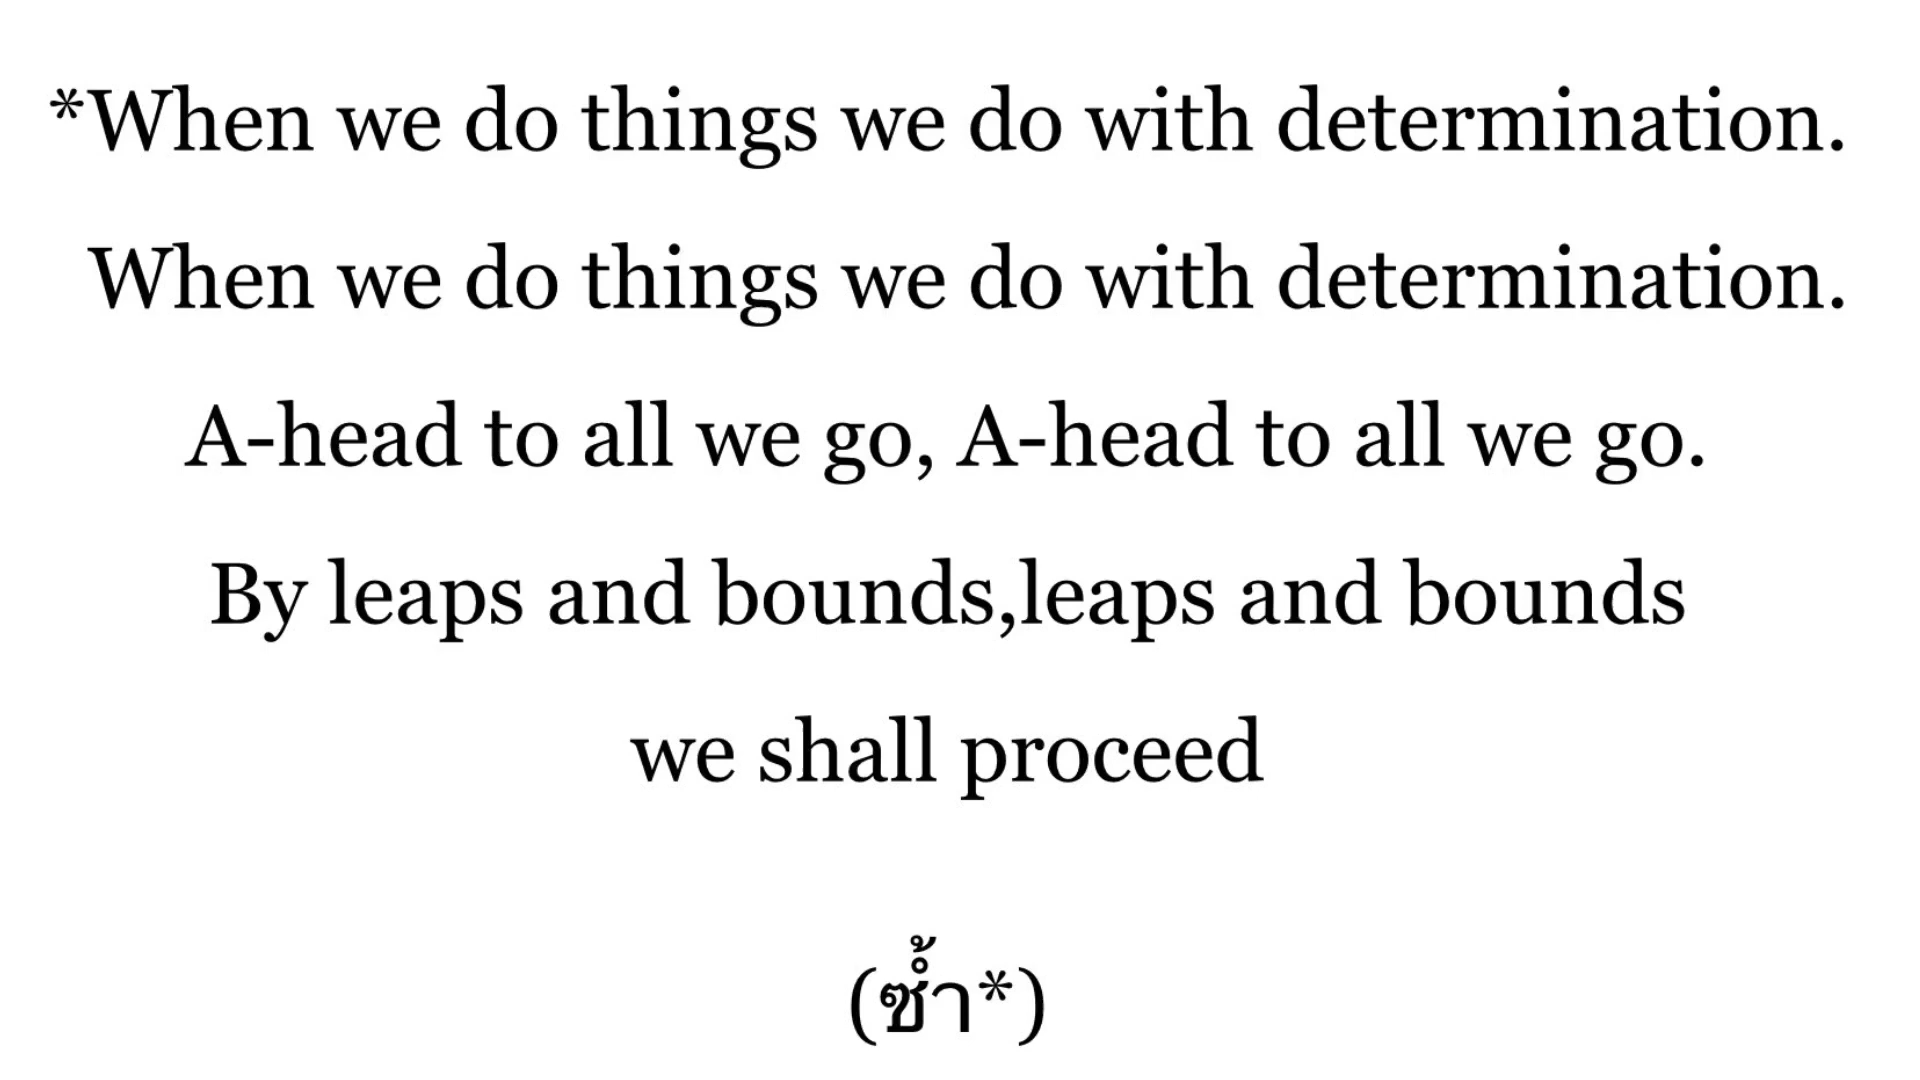 *When we do things we do with determination.
When we do things we do with determination.
A-head to all we go, A-head to all we go.
By leaps and bounds,leaps and bounds
we shall proceed
(ซ้ำ*)